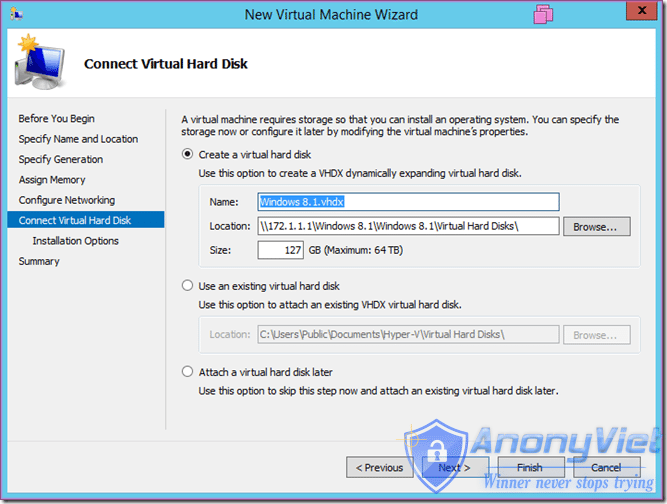 New Virtual Machine Wizard
X
Connect Virtual Hard Disk
Before You Begin
Specify Name and Location
Specify Generation
Assign Memory
Configure Networking
Connect Virtual Hard Disk
Installation Options
Summary
A virtual machine requires storage so that you can install an operating system. You can specify the
storage now or configure it later by modifying the virtual machine's properties.
Create a virtual hard disk
Use this option to create a VHDX dynamically expanding virtual hard disk.
Name: Windows 8.1.vhdx
Location: \\172.1.1.1\Windows 8.1\Windows 8.1\Virtual Hard Disks\ Browse...
Size: 127 GB (Maximum: 64 TB)
Use an existing virtual hard disk
Use this option to attach an existing VHDX virtual hard disk.
Location: C:\Users\Public\Documents\Hyper-V\Virtual Hard Disks\ Browse...
Attach a virtual hard disk later
Use this option to skip this step now and attach an existing virtual hard disk later.
AnonyViet
< Previous Next > Finish Cancel
Winner never stops trying